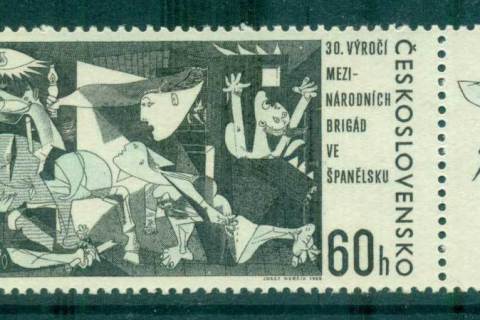 30. VÝROČÍ
MEZI-
NÁRODNÍCH
BRIGÁD
VE
ŠPANĚLSKU
ČESKOSLOVENSKO
60h